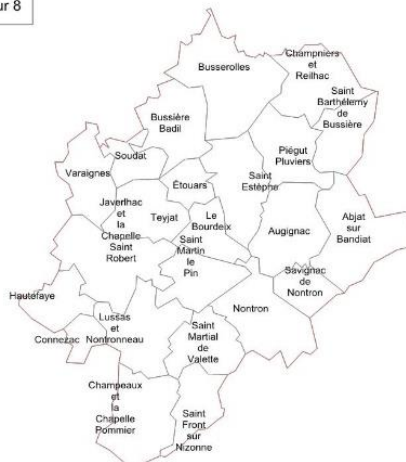 ur 8
Busserolles
Champniers
et
Reilhac
Saint
Barthélemy
de
Bussière
Bussière
Badil
Piégut
Pluviers
Soudat
Varaignes
Étouars
Saint
Estèphe
Javerlhac
et
la
Chapelle
Saint
Robert
Teyjat
Le
Bourdeix
Augignac
Abjat
sur
Bandiat
Saint
Martin
le
Pin
Savignac
de
Nontron
Hautefaye
Nontron
Lussas
et
Nontronneau
Connezac
Saint
Martial
de
Valette
Champeaux
et
la
Chapelle
Pommier
Saint
Front
sur
Nizonne